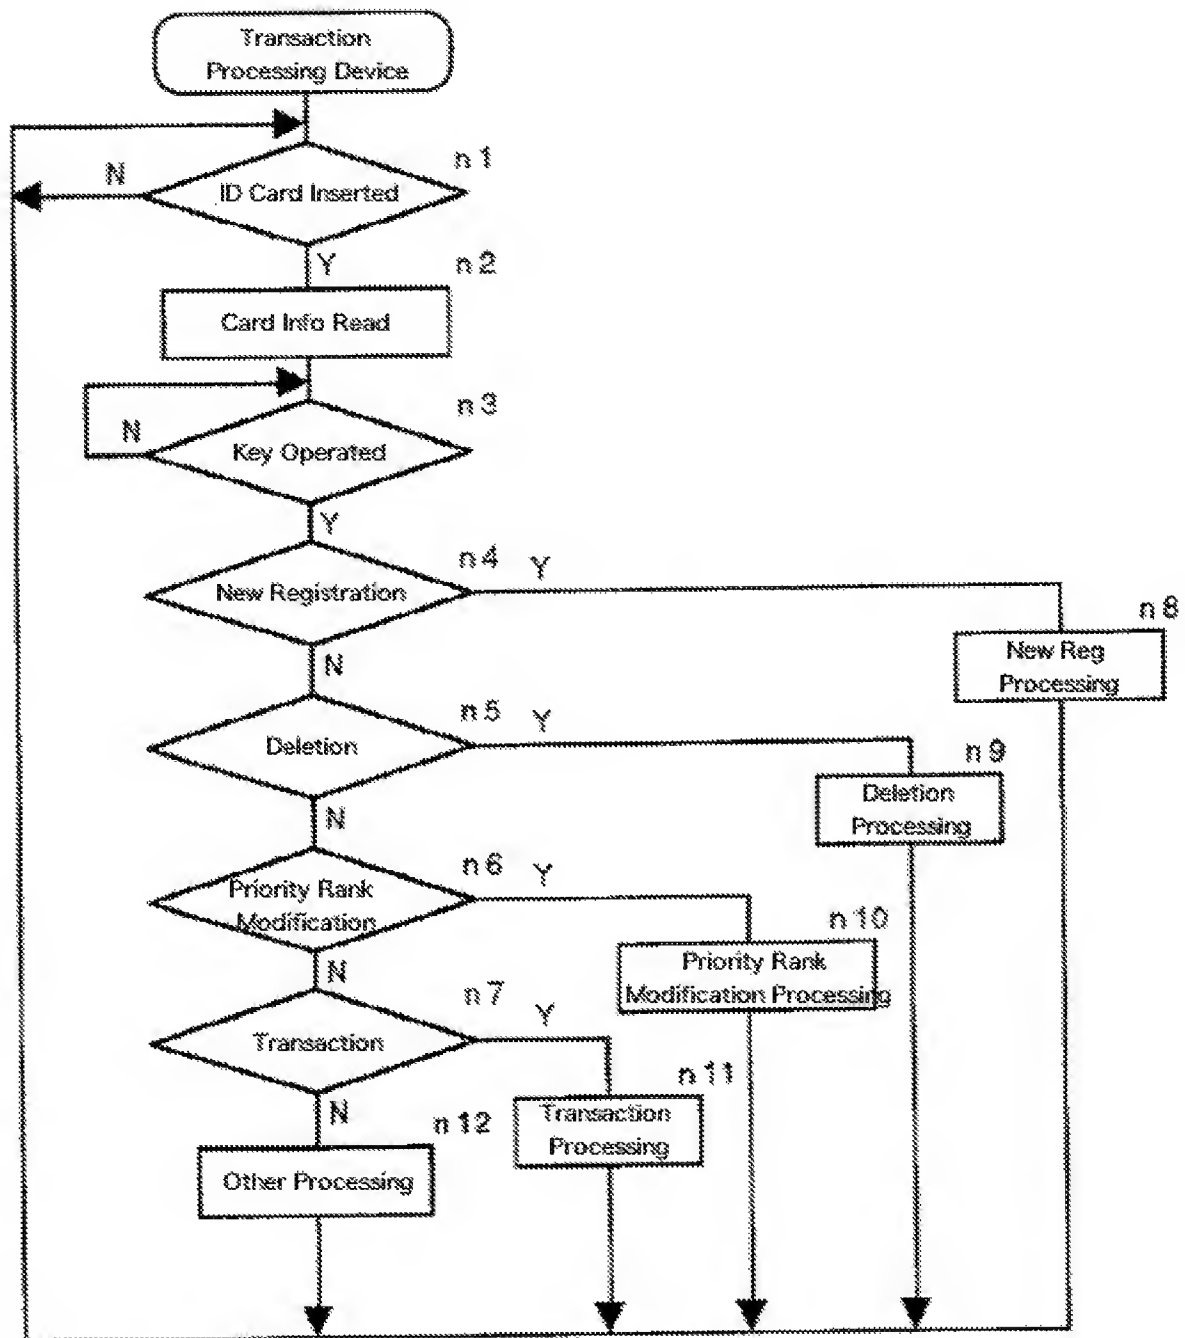 Transaction
Processing Device
N
ID Card Inserted
n 1
Y
n 2
Card Info Read
N
n 3
Key Operated
Y
n 4
Y
New Registration
n 8
New Reg
Processing
N
n 5
Y
Deletion
n 9
Deletion
Processing
N
n 6
Y
Priority Rank
Modification
n 10
Priority Rank
Modification Processing
N
n 7
Y
Transaction
n 11
Transaction
Processing
N
n 12
Other Processing